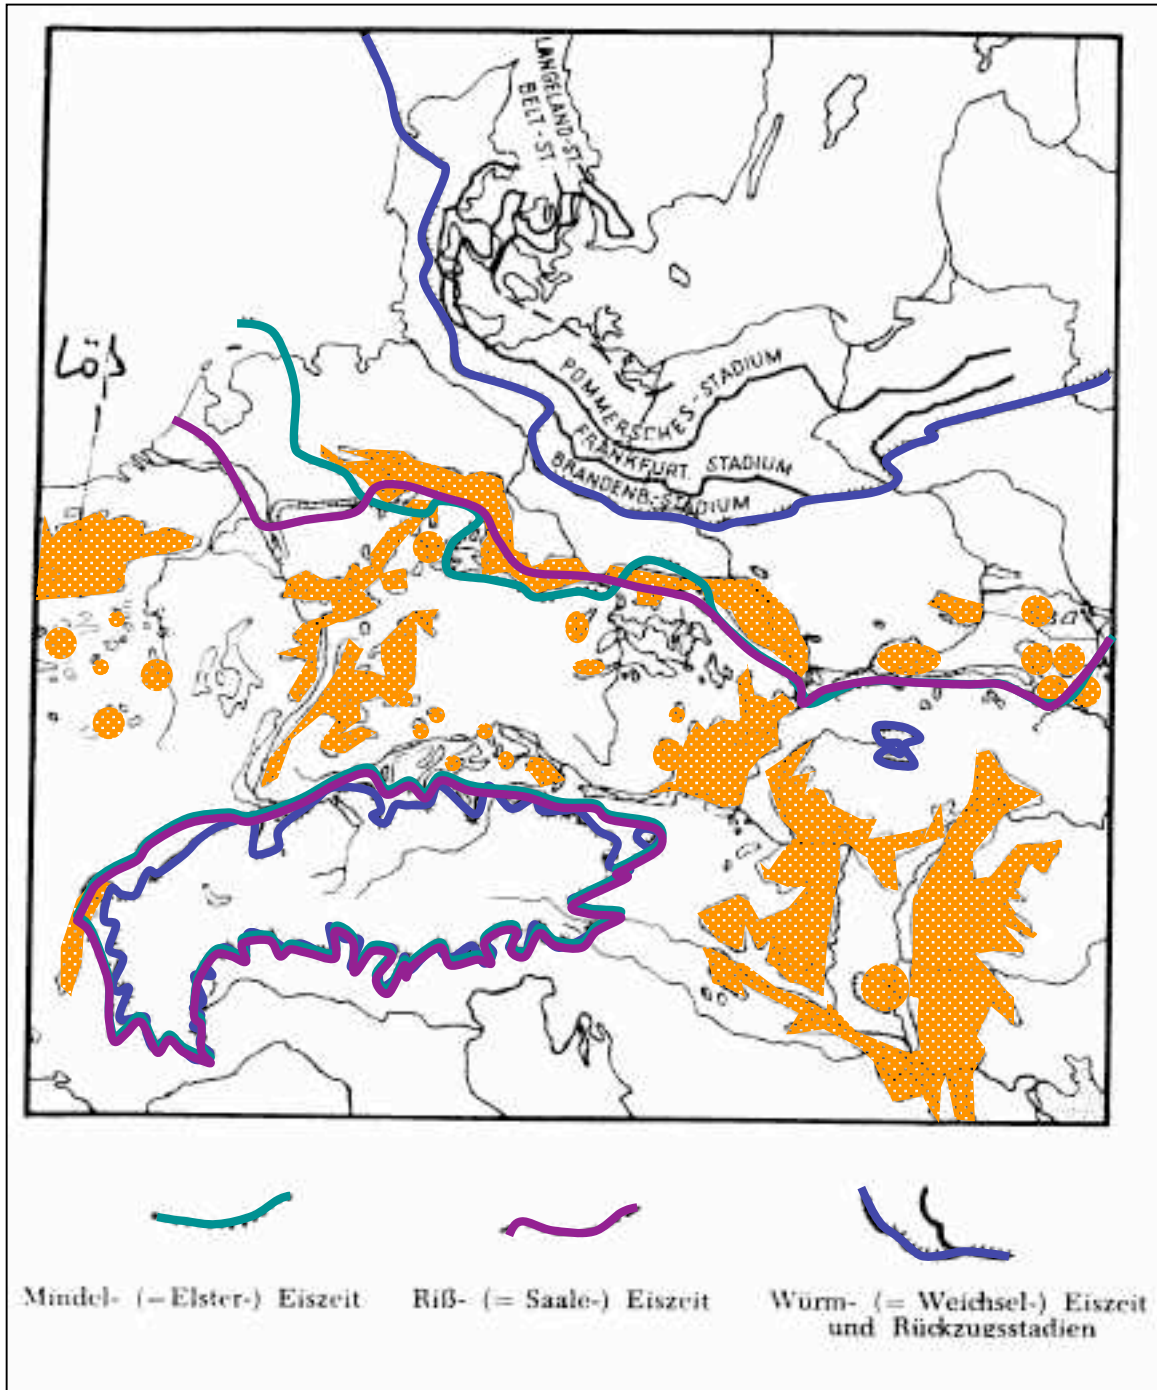 LANGELAND-ST.
BELT-ST.
Löß
POMMERSCHES-STADIUM
FRANKFURT. STADIUM
BRANDENB.-STADIUM
Mindel- (=Elster-) Eiszeit
Riß- (= Saale-) Eiszeit
Würm- (= Weichsel-) Eiszeit
und Rückzugsstadien